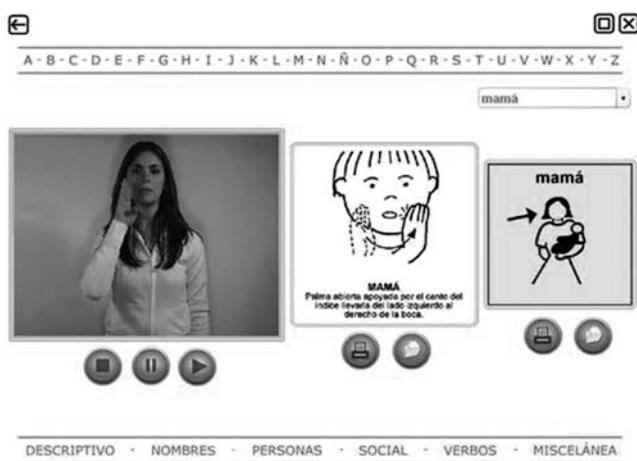 A - B - C - D - E - F - G - H - I - J - K - L - M - N - Ñ - O - P - Q - R - S - T - U - V - W - X - Y - Z
mamá
mamá
MAMÁ
Palma abierta apoyada por el canto del
índice llevarla del lado izquierdo al
derecho de la boca.
DESCRIPTIVO - NOMBRES - PERSONAS - SOCIAL - VERBOS - MISCELÁNEA